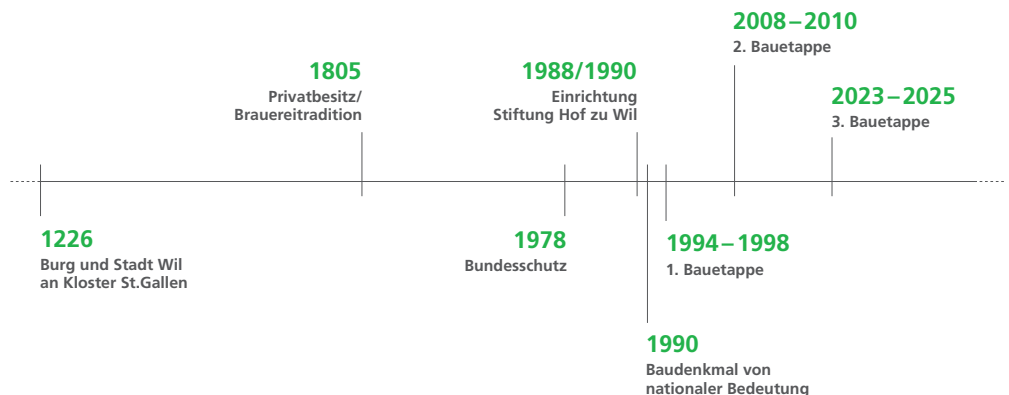 1226
Burg und Stadt Wil
an Kloster St.Gallen
1805
Privatbesitz/
Brauereitradition
1978
Bundesschutz
1988/1990
Einrichtung
Stiftung Hof zu Wil
1990
Baudenkmal von
nationaler Bedeutung
1994–1998
1. Bauetappe
2008–2010
2. Bauetappe
2023–2025
3. Bauetappe